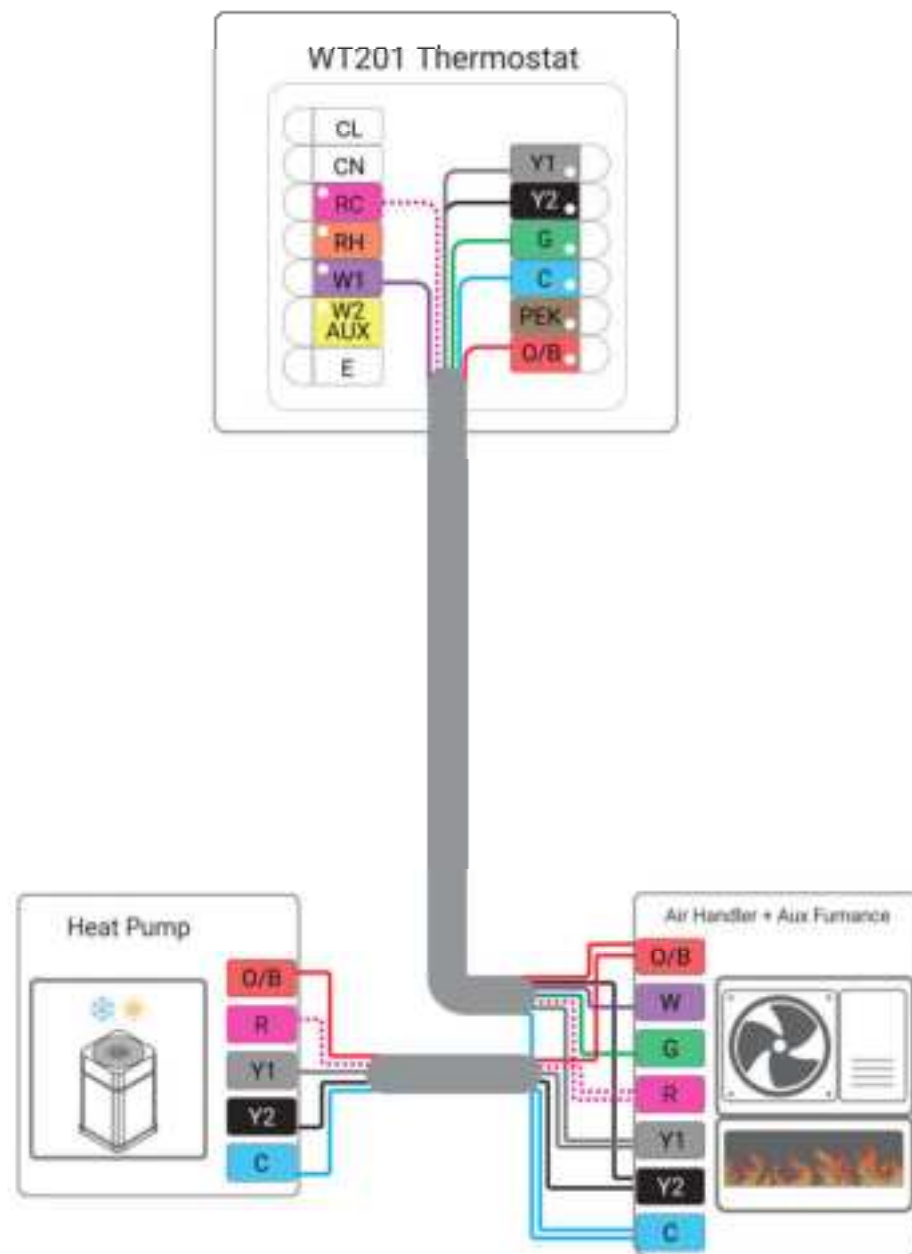 WT201 Thermostat
CL
CN
RC
RH
W1
W2
AUX
E
Y1
Y2
G
C
PEK
O/B
Heat Pump
O/B
R
Y1
Y2
C
Air Handler + Aux Furnance
O/B
W
G
R
Y1
Y2
C